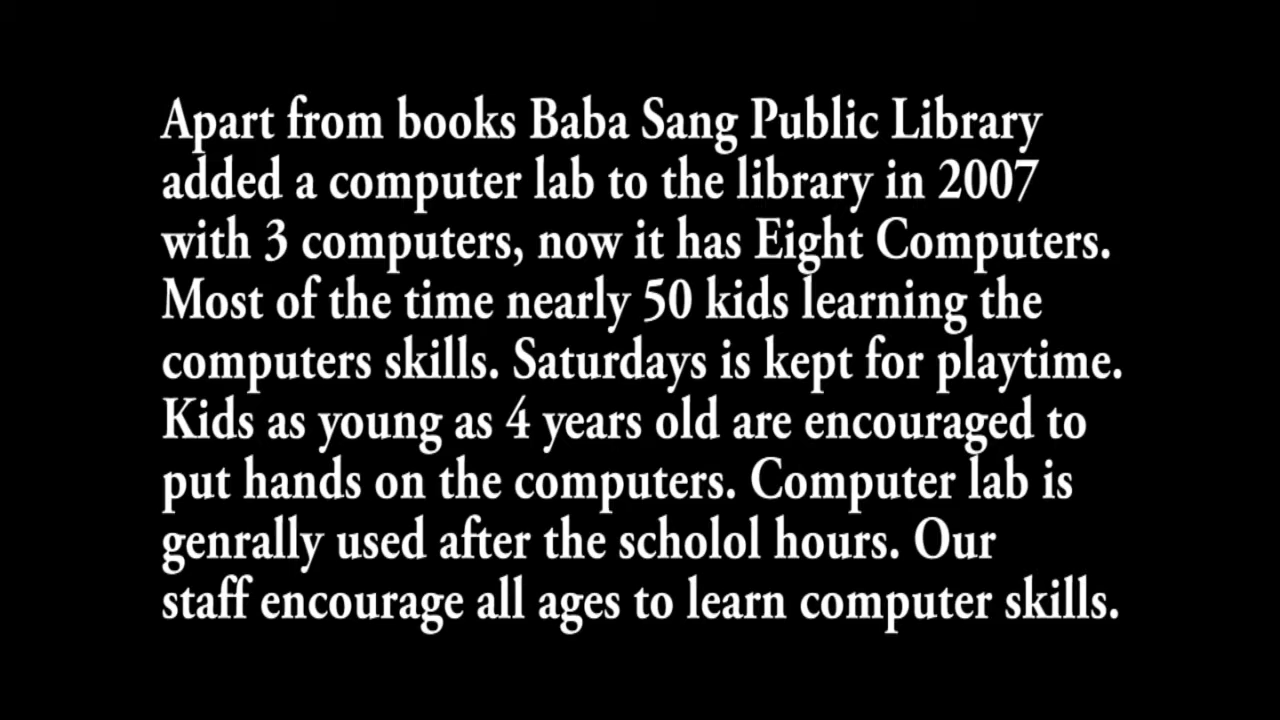 Apart from books Baba Sang Public Library
added a computer lab to the library in 2007
with 3 computers, now it has Eight Computers.
Most of the time nearly 50 kids learning the
computers skills. Saturdays is kept for playtime.
Kids as young as 4 years old are encouraged to
put hands on the computers. Computer lab is
genrally used after the scholol hours. Our
staff encourage all ages to learn computer skills.